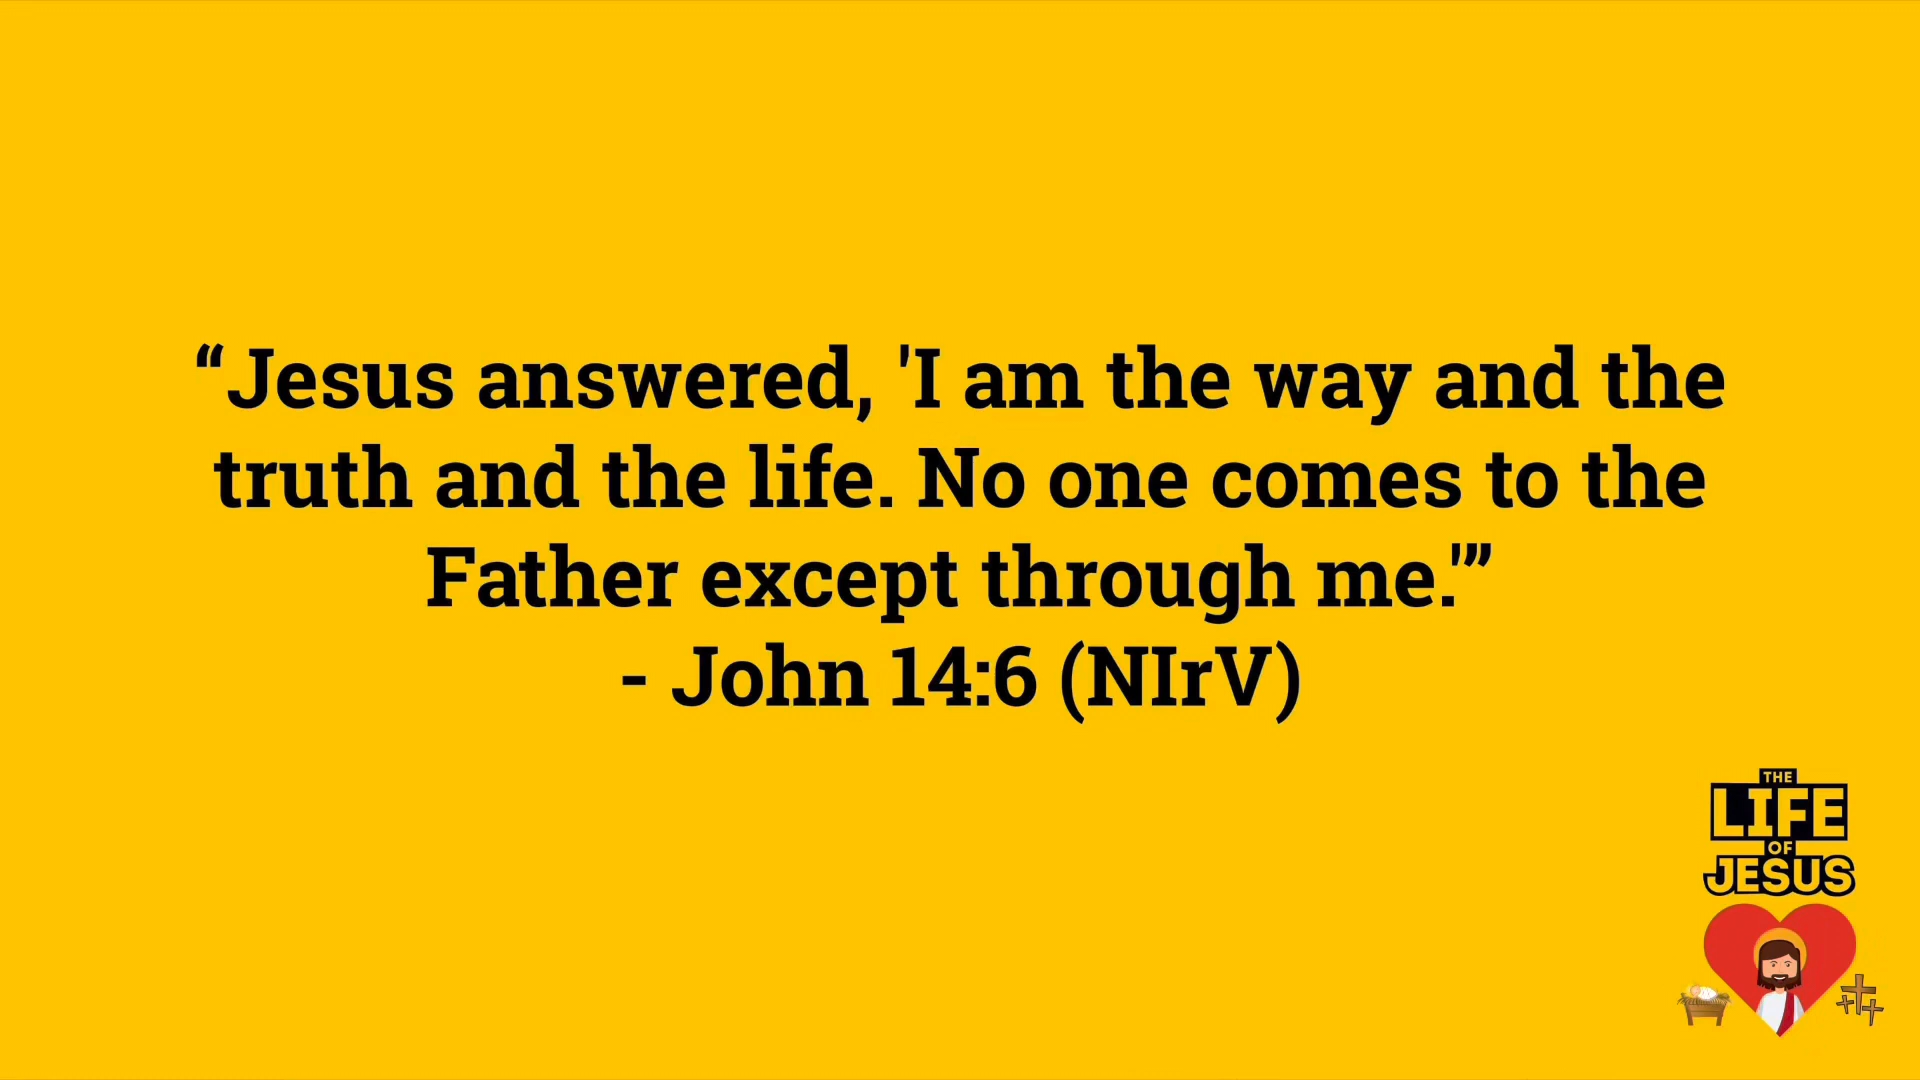 “Jesus answered, 'I am the way and the
truth and the life. No one comes to the
Father except through me.'”
- John 14:6 (NIrV)
THE
LIFE
OF
JESUS